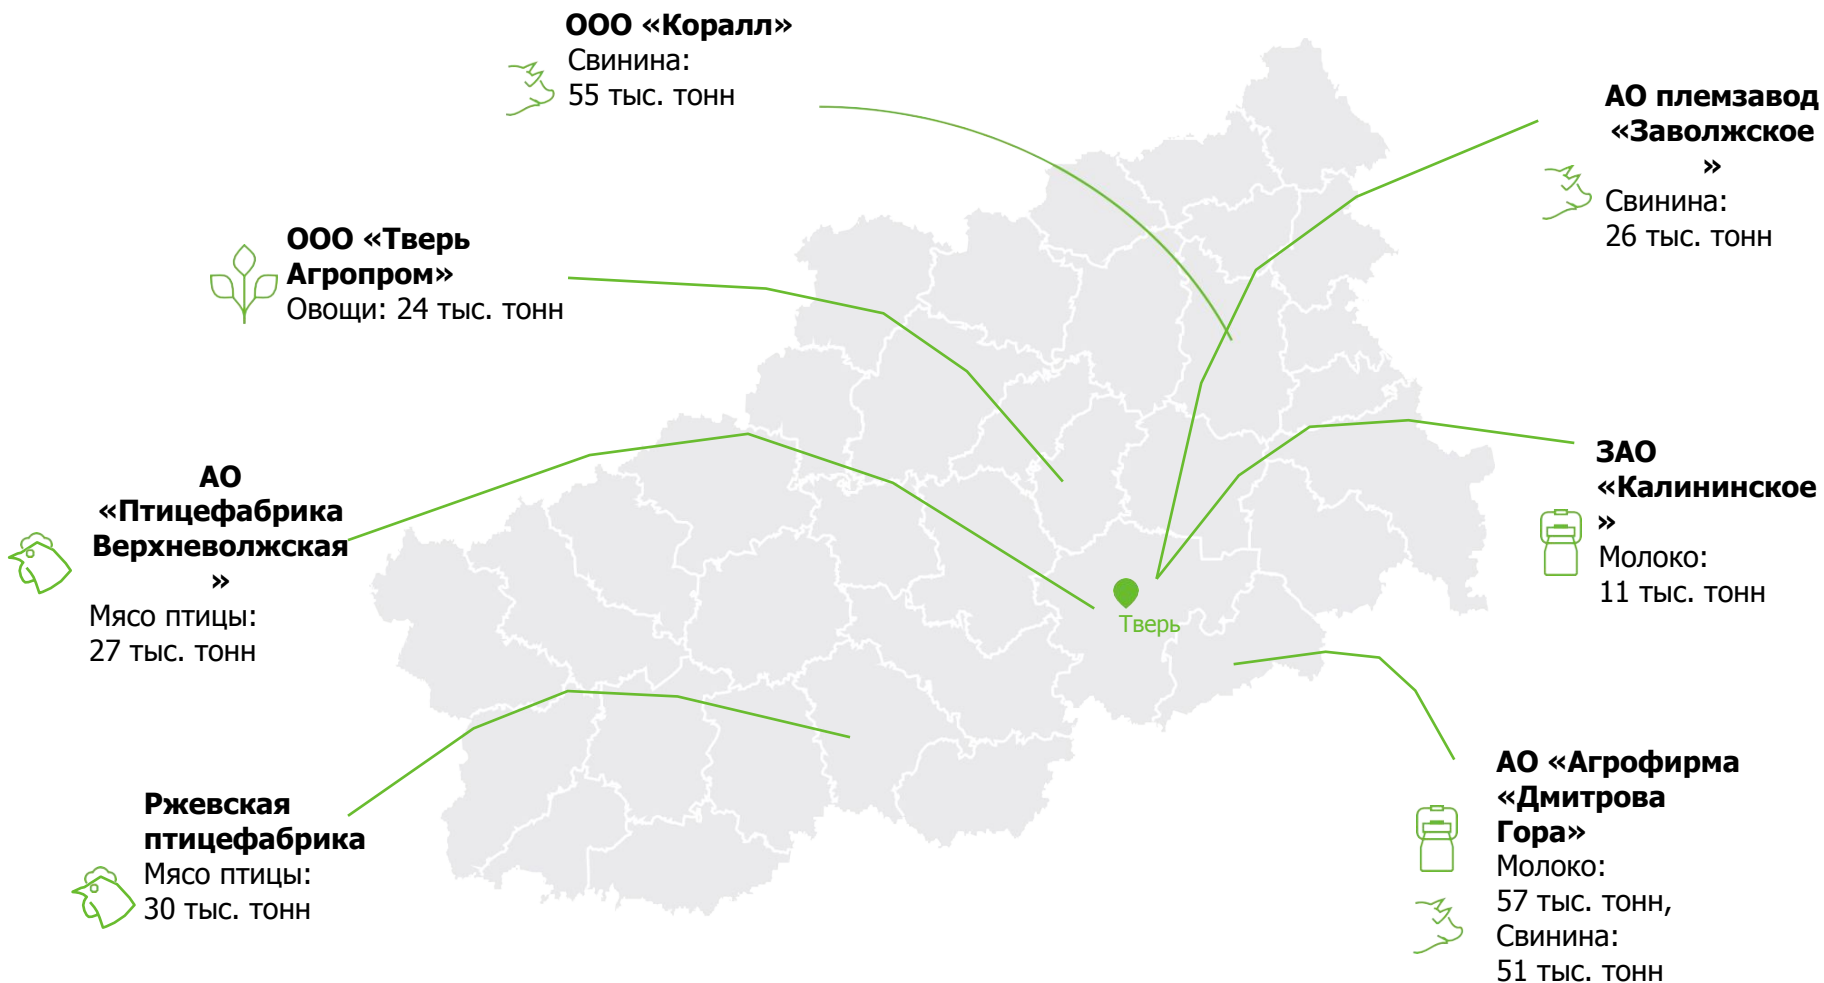 ООО «Коралл»
Свинина:
55 тыс. тонн
АО племзавод
«Заволжское
»
Свинина:
26 тыс. тонн
ООО «Тверь
Агропром»
Овощи: 24 тыс. тонн
ЗАО
«Калининское
»
Молоко:
11 тыс. тонн
АО
«Птицефабрика
Верхневолжская
»
Мясо птицы:
27 тыс. тонн
Тверь
Ржевская
птицефабрика
Мясо птицы:
30 тыс. тонн
АО «Агрофирма
«Дмитрова
Гора»
Молоко:
57 тыс. тонн,
Свинина:
51 тыс. тонн